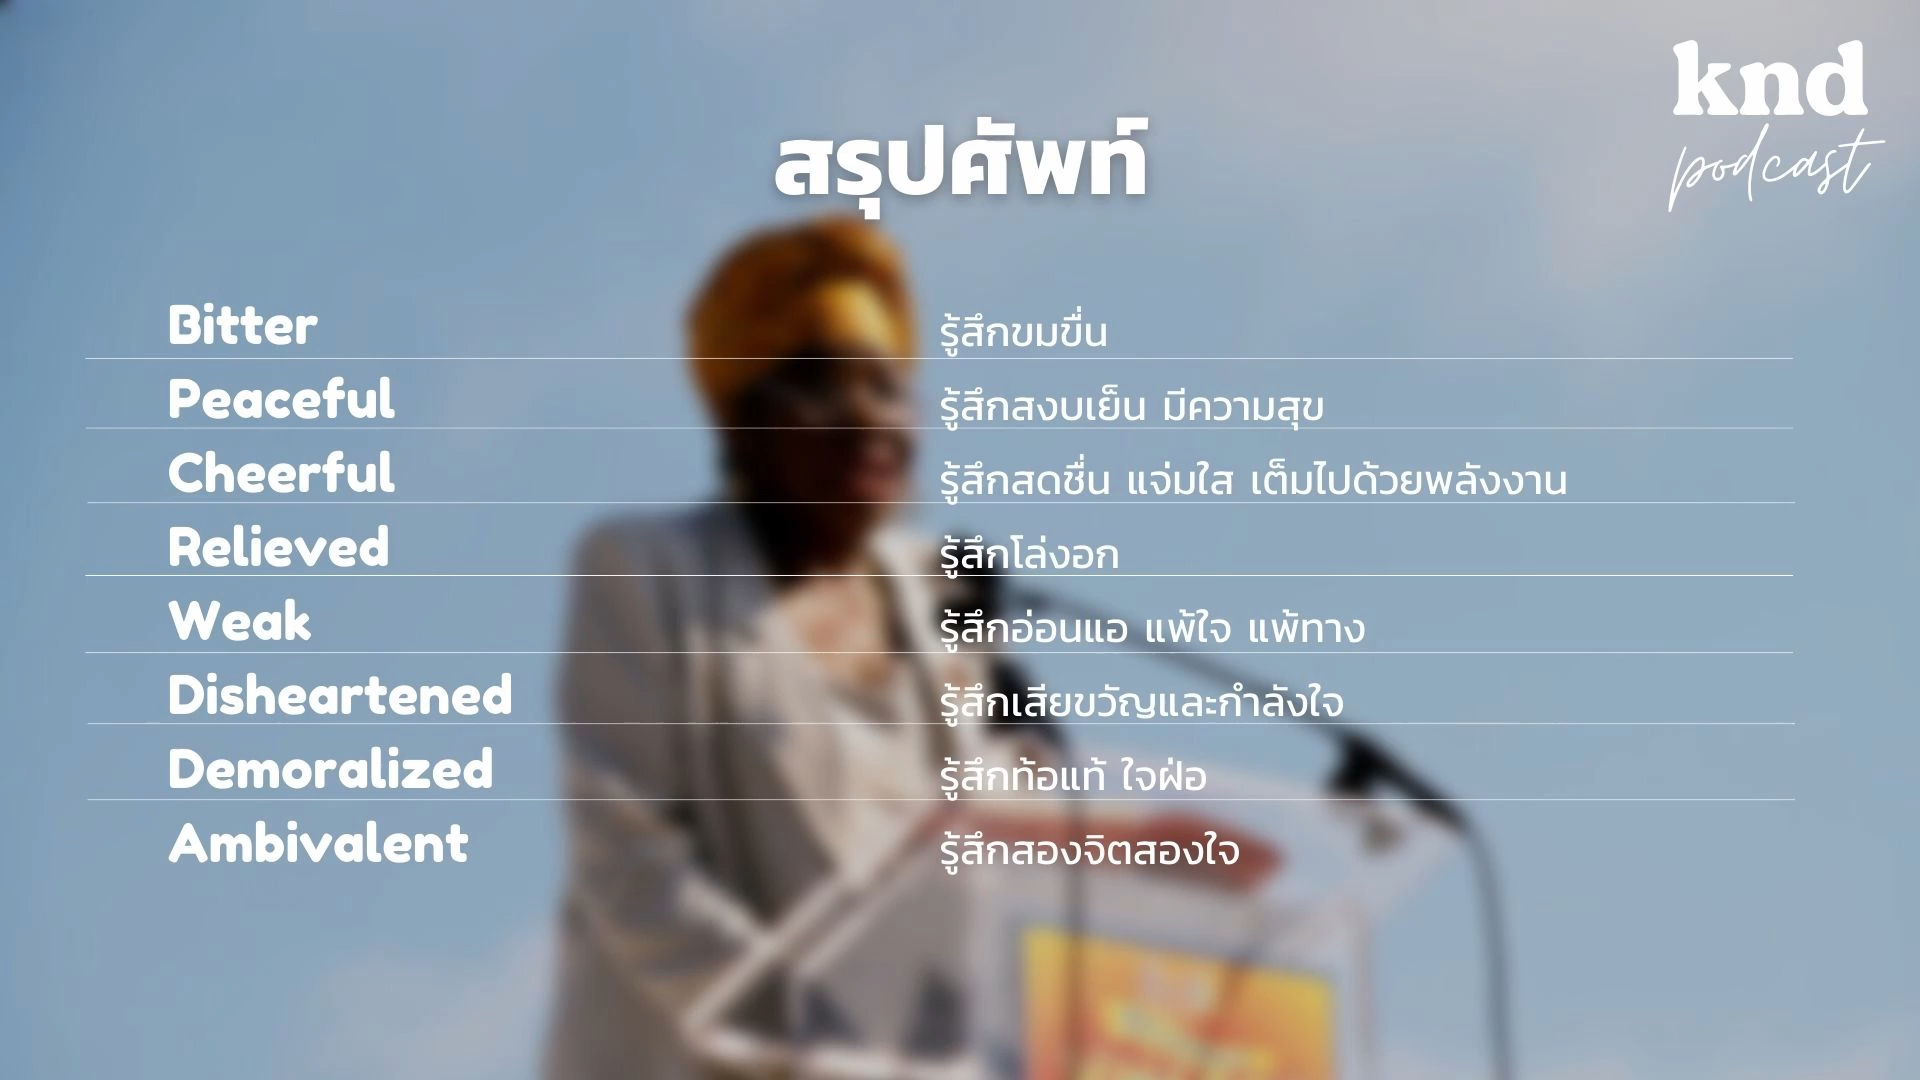 knd
podcast
สรุปศัพท์
Bitter รู้สึกขมขื่น
Peaceful รู้สึกสงบเย็น มีความสุข
Cheerful รู้สึกสดชื่น แจ่มใส เต็มไปด้วยพลังงาน
Relieved รู้สึกโล่งอก
Weak รู้สึกอ่อนแอ แพ้ใจ แพ้ทาง
Disheartened รู้สึกเสียขวัญและกำลังใจ
Demoralized รู้สึกท้อแท้ ใจฝ่อ
Ambivalent รู้สึกสองจิตสองใจ